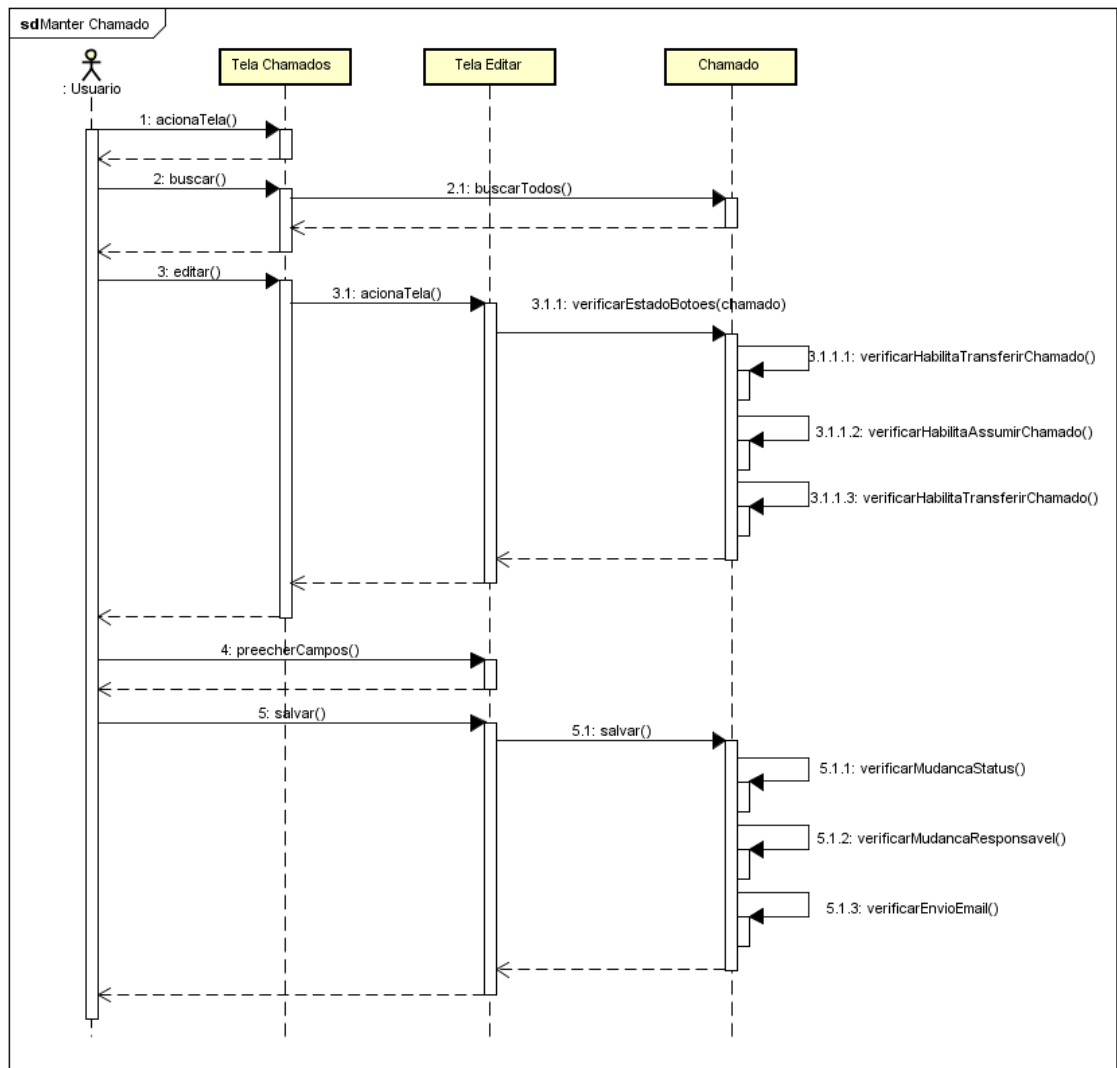 sdManter Chamado
: Usuario
Tela Chamados
Tela Editar
Chamado
1: acionaTela()
2: buscar()
2.1: buscarTodos()
3: editar()
3.1: acionaTela()
3.1.1: verificarEstadoBotoes(chamado)
3.1.1.1: verificarHabilitaTransferirChamado()
3.1.1.2: verificarHabilitaAssumirChamado()
3.1.1.3: verificarHabilitaTransferirChamado()
4: preecherCampos()
5: salvar()
5.1: salvar()
5.1.1: verificarMudancaStatus()
5.1.2: verificarMudancaResponsavel()
5.1.3: verificarEnvioEmail()